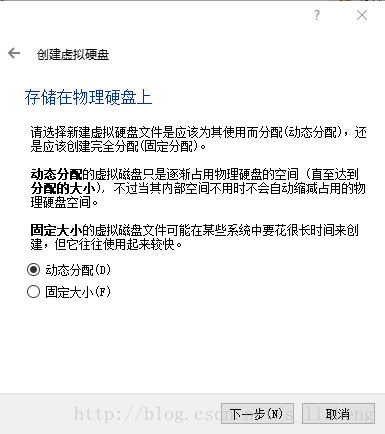 ?
创建虚拟硬盘
存储在物理硬盘上
请选择新建虚拟硬盘文件是应该为其使用而分配(动态分配)，还
是应该创建完全分配(固定分配)。
动态分配的虚拟磁盘只是逐渐占用物理硬盘的空间（直至达到
分配的大小），不过当其内部空间不用时不会自动缩减占用的物
理硬盘空间。
固定大小的虚拟磁盘文件可能在某些系统中要花很长时间来创
建，但它往往使用起来较快。
动态分配(D)
固定大小(F)
下一步(N)
取消
http://blog.csdn